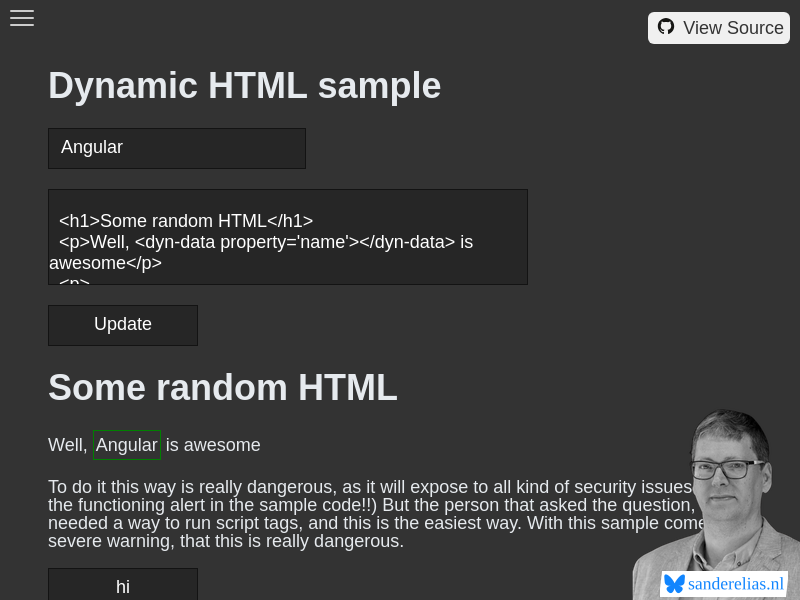 View Source
Dynamic HTML sample
Angular
<h1>Some random HTML</h1>
<p>Well, <dyn-data property='name'></dyn-data> is
awesome</p>
<p>
Update
Some random HTML
Well, Angular is awesome
To do it this way is really dangerous, as it will expose to all kind of security issues
the functioning alert in the sample code!!) But the person that asked the question,
needed a way to run script tags, and this is the easiest way. With this sample come
severe warning, that this is really dangerous.
hi
sanderelias.nl